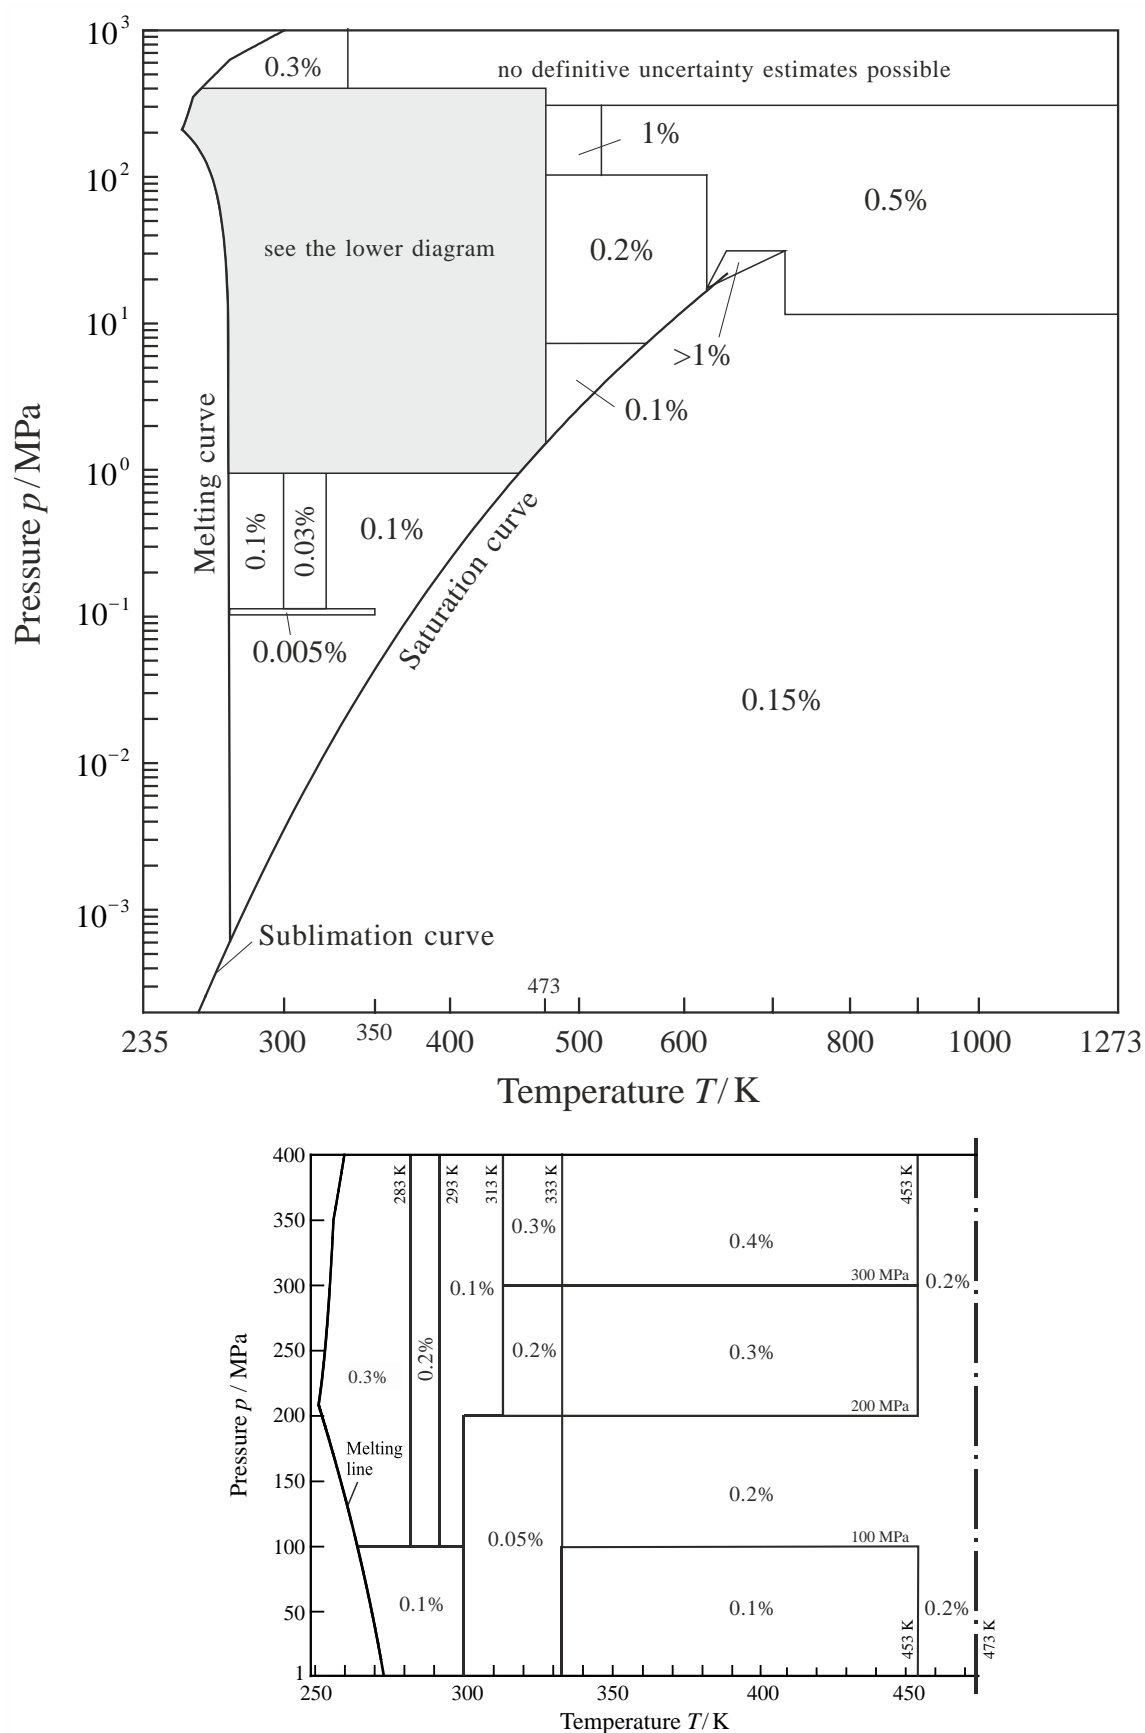 10³
0.3%
no definitive uncertainty estimates possible
1%
10²
0.5%
see the lower diagram
0.2%
10¹
>1%
0.1%
Pressure p / MPa
Melting curve
10⁰
0.1%
0.03%
0.1%
Saturation curve
10⁻¹
0.005%
0.15%
10⁻²
10⁻³
Sublimation curve
473
235 300 350 400 500 600 800 1000 1273
Temperature T / K
400
283 K
293 K
313 K
333 K
453 K
350
0.3%
0.4%
300
0.1%
300 MPa
0.2%
250
0.2%
0.2%
0.3%
0.3%
Pressure p / MPa
200
200 MPa
Melting
line
150
0.2%
100
0.05%
100 MPa
50
0.1%
0.1%
0.2%
453 K
473 K
1
250 300 350 400 450
Temperature T / K